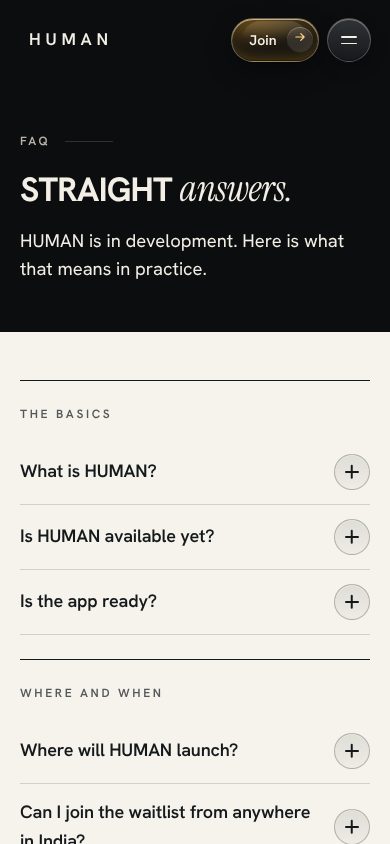 HUMAN
Join
FAQ
STRAIGHT answers.
HUMAN is in development. Here is what
that means in practice.
THE BASICS
What is HUMAN?
Is HUMAN available yet?
Is the app ready?
WHERE AND WHEN
Where will HUMAN launch?
Can I join the waitlist from anywhere
in India?